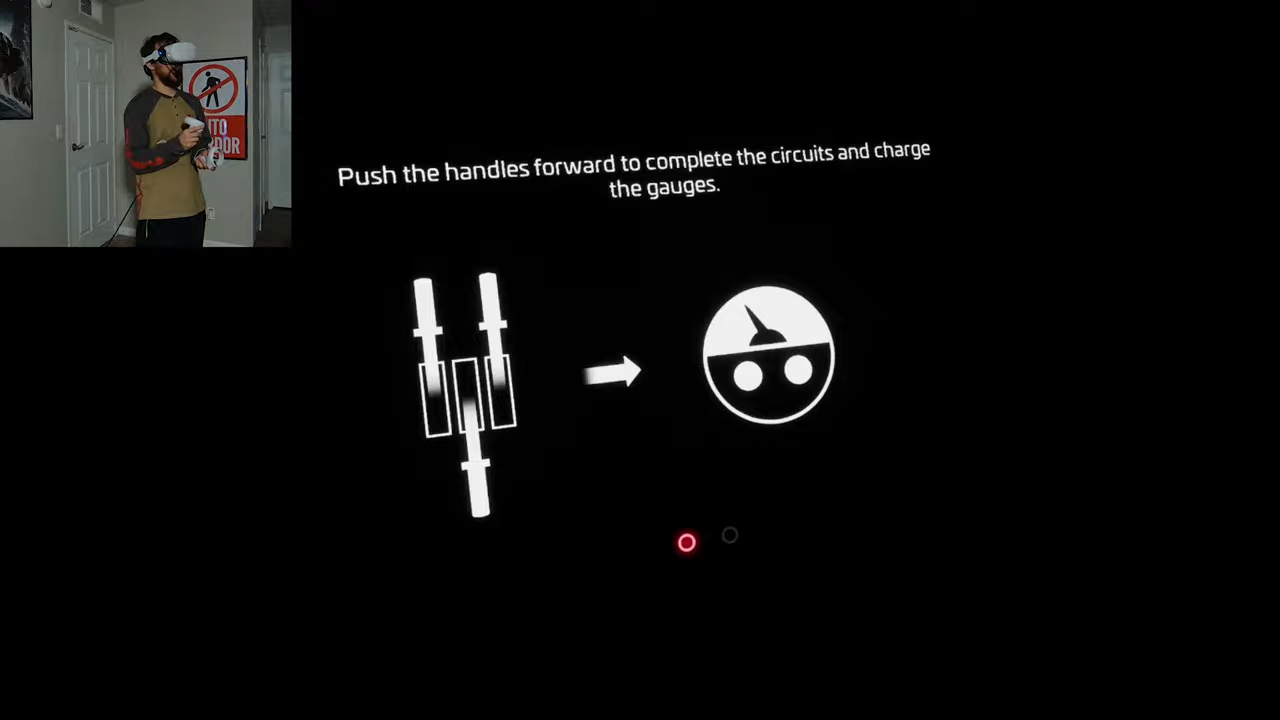 Push the handles forward to complete the circuits and charge
the gauges.